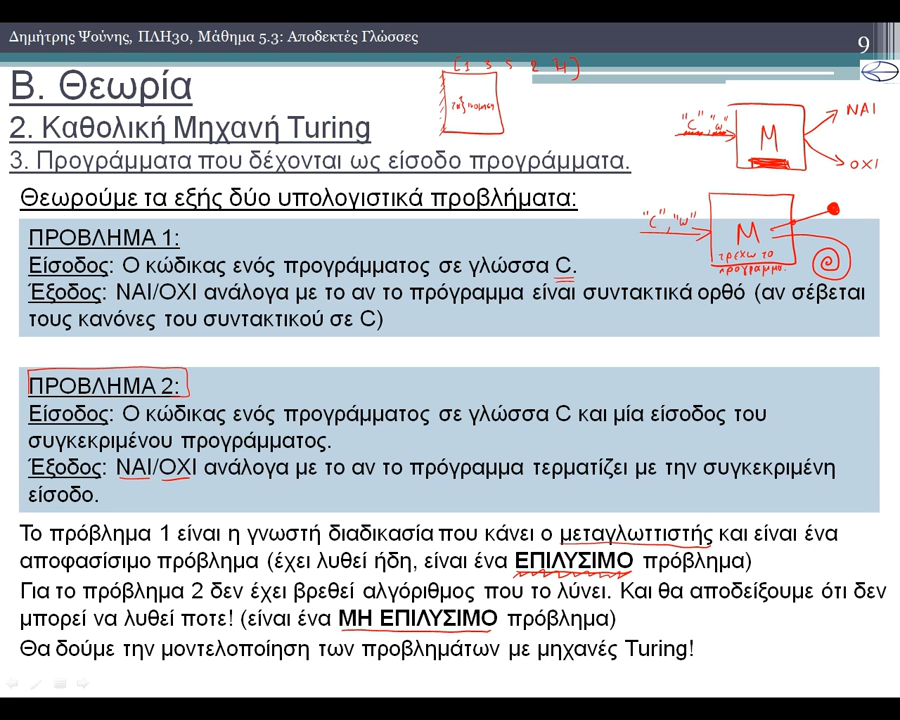 Δημήτρης Ψούνης, ΠΛΗ30, Μάθημα 5.3: Αποδεκτές Γλώσσες
9
Β. Θεωρία
[1 3 5 2 4]
ταξινόμηση
2. Καθολική Μηχανή Turing
"C", "w"
M
ΝΑΙ
ΟΧΙ
3. Προγράμματα που δέχονται ως είσοδο προγράμματα.
Θεωρούμε τα εξής δύο υπολογιστικά προβλήματα:
"C", "w"
M
τρέχω το
πρόγραμμα.
ΠΡΟΒΛΗΜΑ 1:
Είσοδος: Ο κώδικας ενός προγράμματος σε γλώσσα C.
Έξοδος: ΝΑΙ/ΟΧΙ ανάλογα με το αν το πρόγραμμα είναι συντακτικά ορθό (αν σέβεται
τους κανόνες του συντακτικού σε C)
ΠΡΟΒΛΗΜΑ 2:
Είσοδος: Ο κώδικας ενός προγράμματος σε γλώσσα C και μία είσοδος του
συγκεκριμένου προγράμματος.
Έξοδος: ΝΑΙ/ΟΧΙ ανάλογα με το αν το πρόγραμμα τερματίζει με την συγκεκριμένη
είσοδο.
Το πρόβλημα 1 είναι η γνωστή διαδικασία που κάνει ο μεταγλωττιστής και είναι ένα
αποφασίσιμο πρόβλημα (έχει λυθεί ήδη, είναι ένα ΕΠΙΛΥΣΙΜΟ πρόβλημα)
Για το πρόβλημα 2 δεν έχει βρεθεί αλγόριθμος που το λύνει. Και θα αποδείξουμε ότι δεν
μπορεί να λυθεί ποτε! (είναι ένα ΜΗ ΕΠΙΛΥΣΙΜΟ πρόβλημα)
Θα δούμε την μοντελοποίηση των προβλημάτων με μηχανές Turing!